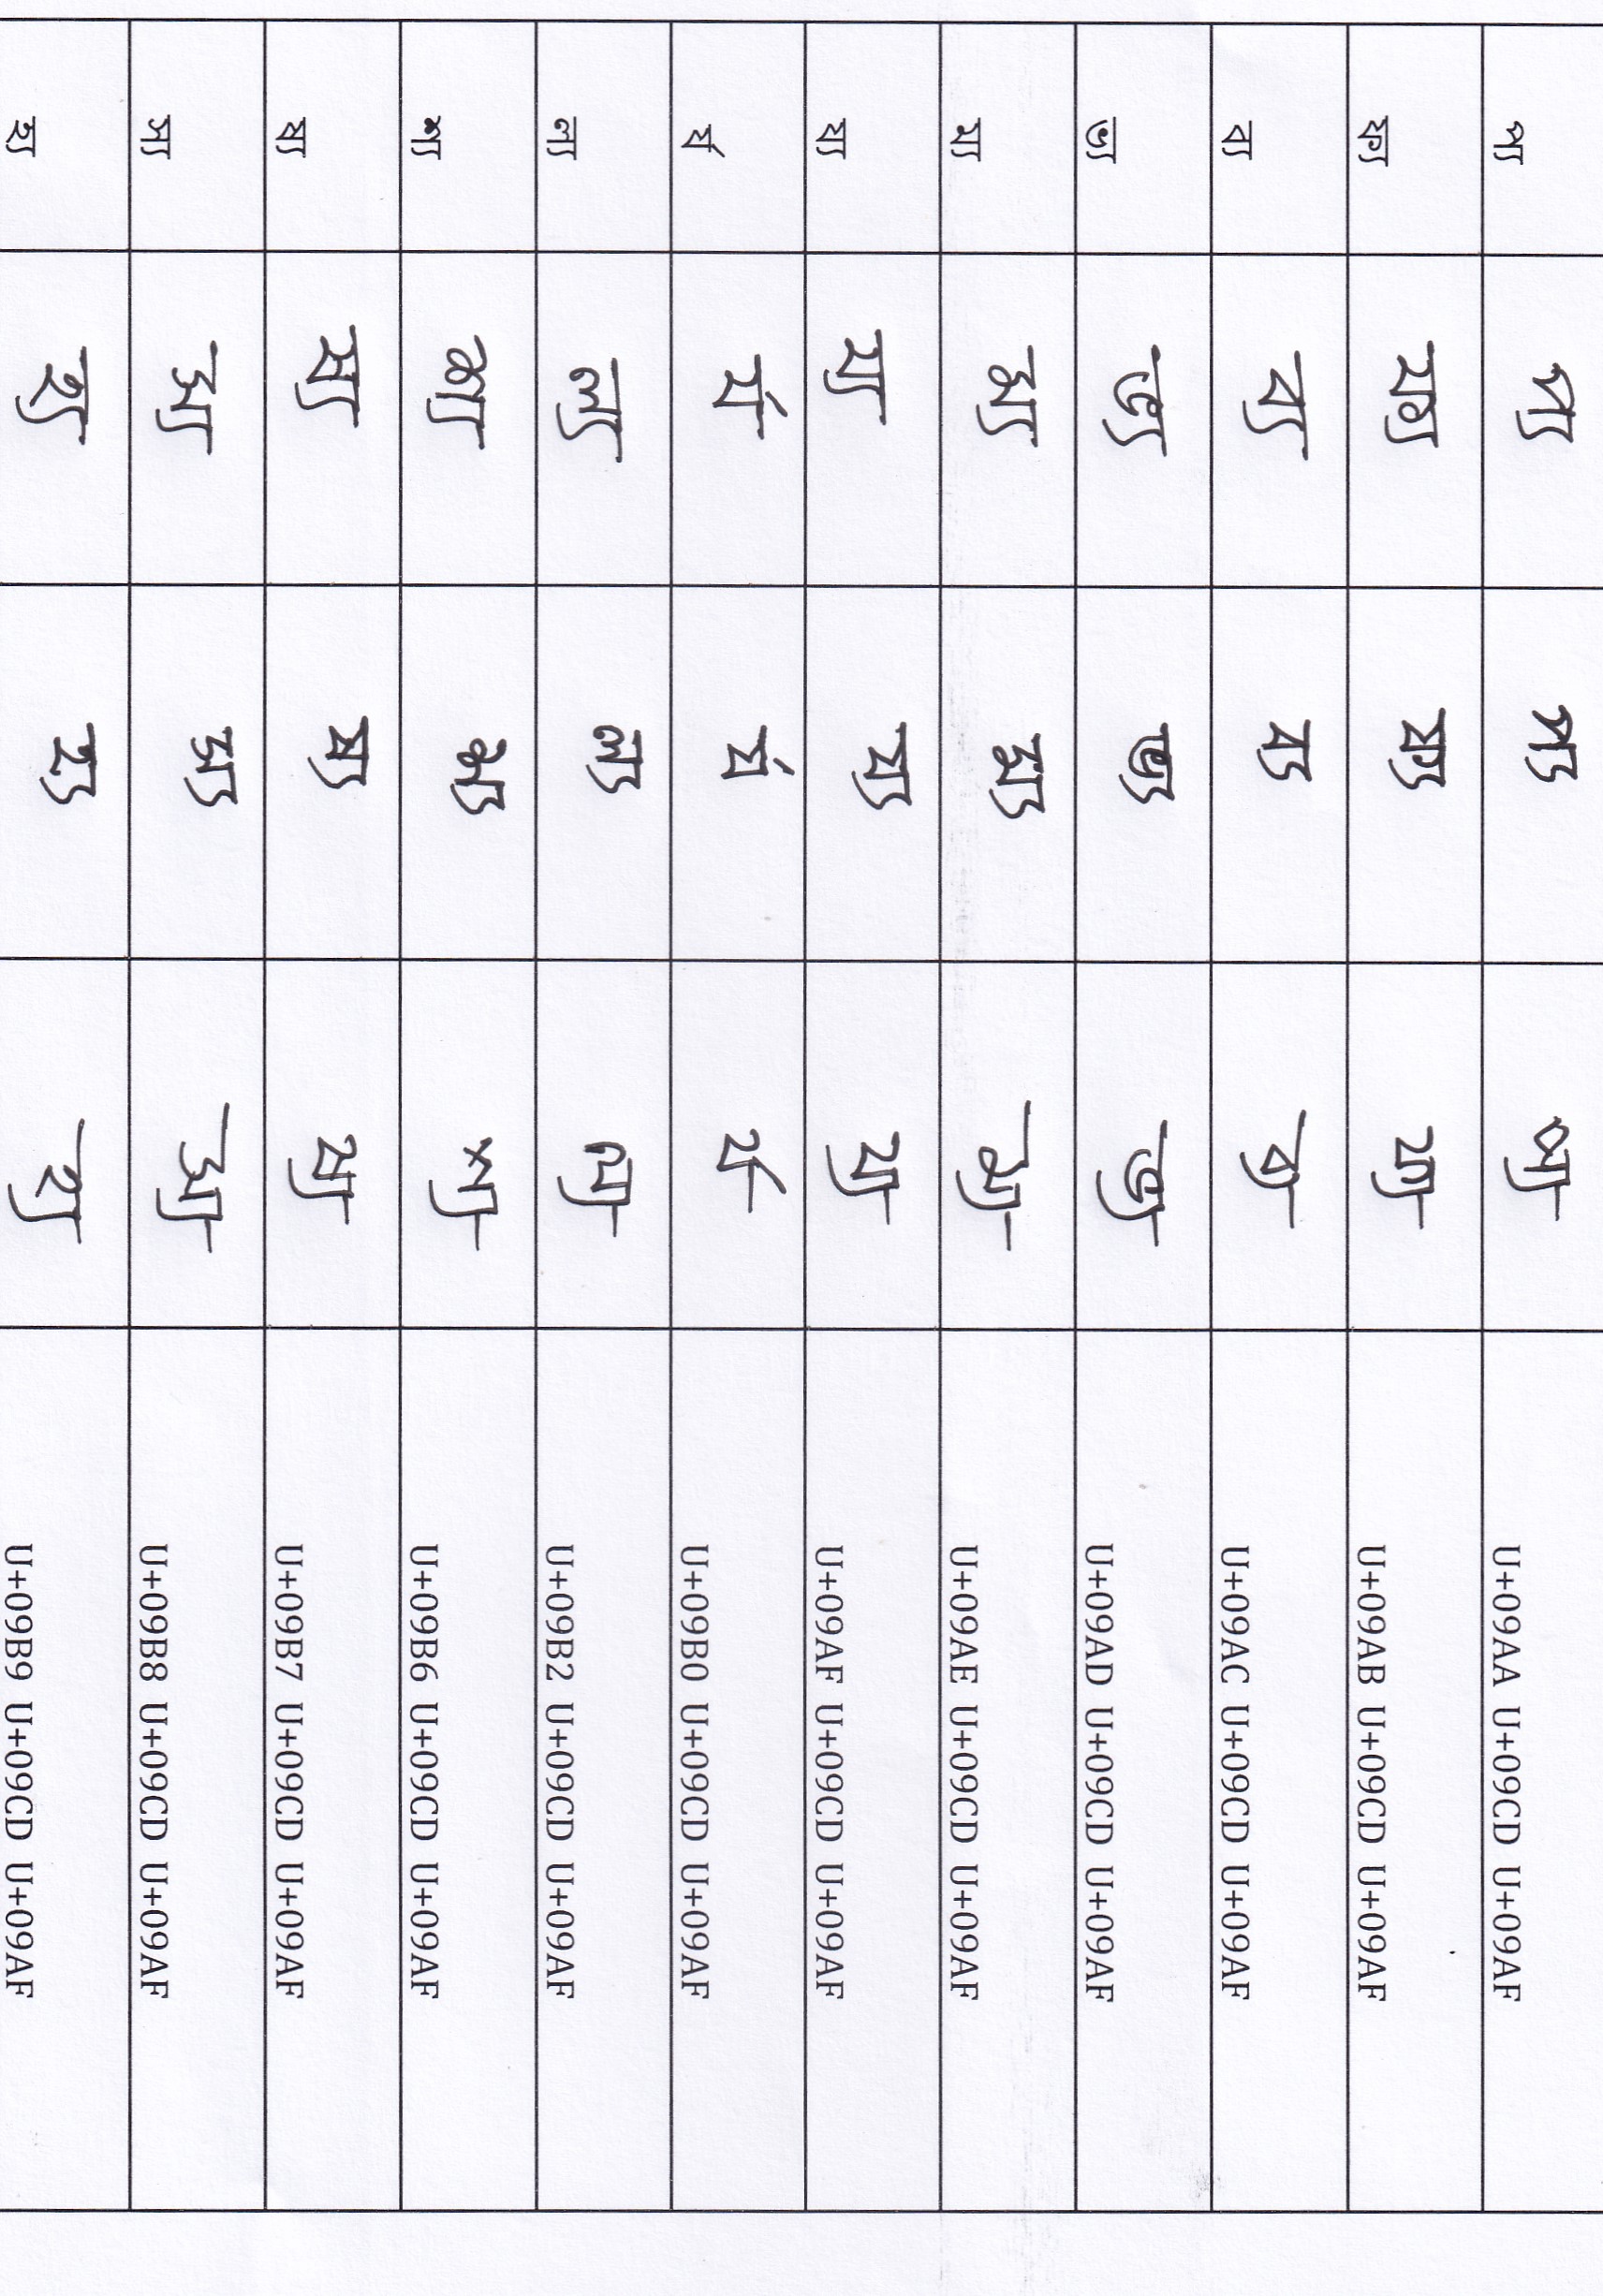 প্য প্য প্য প্য U+09AA U+09CD U+09AF
ফ্য ফ্য ফ্য ফ্য U+09AB U+09CD U+09AF
ব্য ব্য ব্য ব্য U+09AC U+09CD U+09AF
ভ্য ভ্য ভ্য ভ্য U+09AD U+09CD U+09AF
ম্য ম্য ম্য ম্য U+09AE U+09CD U+09AF
য্য য্য য্য য্য U+09AF U+09CD U+09AF
র্য র্য র্য র্য U+09B0 U+09CD U+09AF
ল্য ল্য ল্য ল্য U+09B2 U+09CD U+09AF
শ্য শ্য শ্য শ্য U+09B6 U+09CD U+09AF
ষ্য ষ্য ষ্য ষ্য U+09B7 U+09CD U+09AF
স্য স্য স্য স্য U+09B8 U+09CD U+09AF
হ্য হ্য হ্য হ্য U+09B9 U+09CD U+09AF